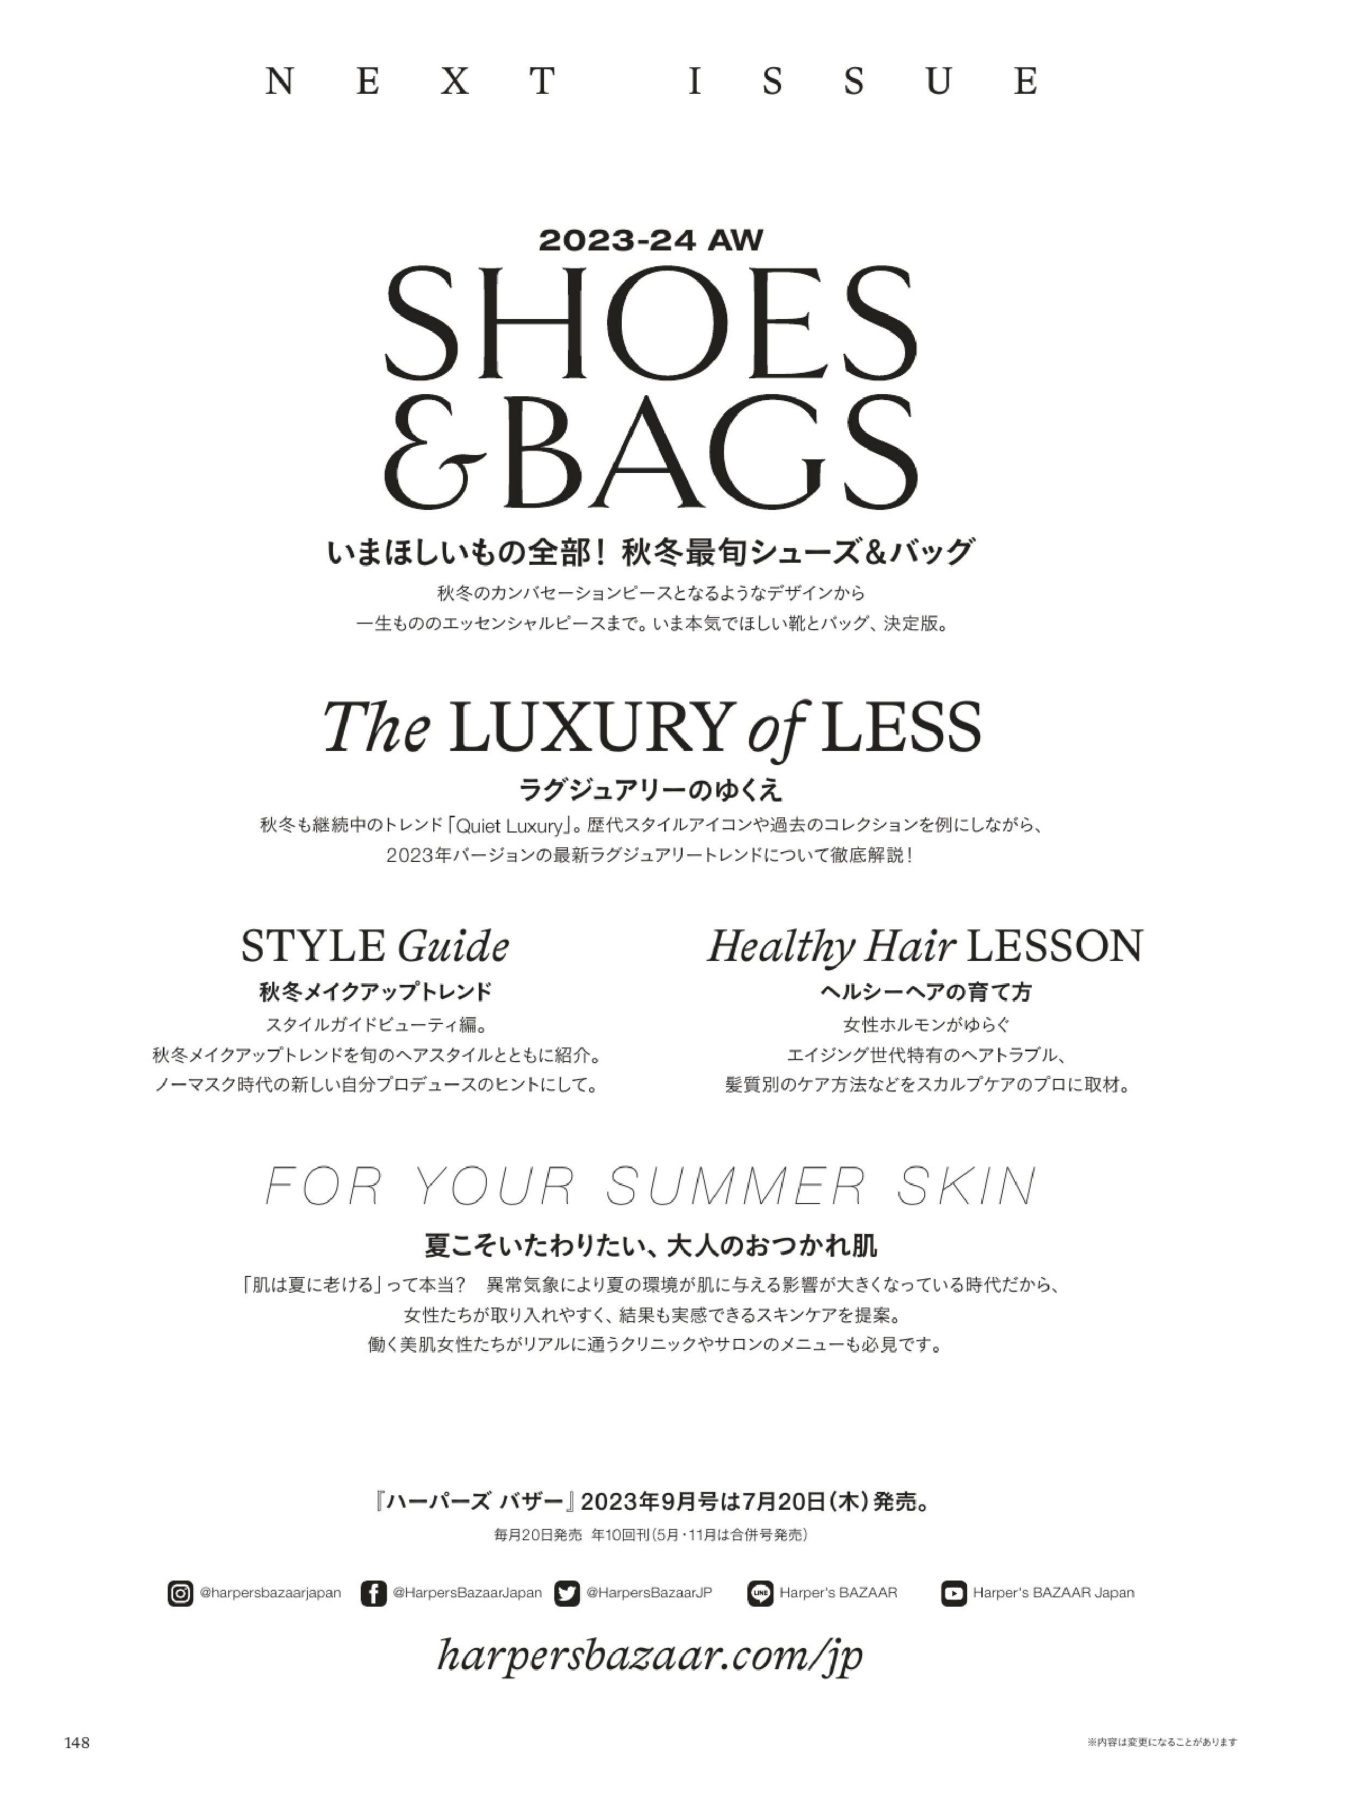 NEXT ISSUE
2023-24 AW
SHOES
&BAGS
いまほしいもの全部！ 秋冬最旬シューズ&バッグ
秋冬のカンバセーションピースとなるようなデザインから
一生もののエッセンシャルピースまで。いま本気でほしい靴とバッグ、決定版。
The LUXURY of LESS
ラグジュアリーのゆくえ
秋冬も継続中のトレンド「Quiet Luxury」。歴代スタイルアイコンや過去のコレクションを例にしながら、
2023年バージョンの最新ラグジュアリートレンドについて徹底解説！
STYLE Guide
秋冬メイクアップトレンド
スタイルガイドビューティ編。
秋冬メイクアップトレンドを旬のヘアスタイルとともに紹介。
ノーマスク時代の新しい自分プロデュースのヒントにして。
Healthy Hair LESSON
ヘルシーヘアの育て方
女性ホルモンがゆらぐ
エイジング世代特有のヘアトラブル、
髪質別のケア方法などをスカルプケアのプロに取材。
FOR YOUR SUMMER SKIN
夏こそいたわりたい、大人のおつかれ肌
「肌は夏に老ける」って本当？　異常気象により夏の環境が肌に与える影響が大きくなっている時代だから、
女性たちが取り入れやすく、結果も実感できるスキンケアを提案。
働く美肌女性たちがリアルに通うクリニックやサロンのメニューも必見です。
『ハーパーズ バザー』2023年9月号は7月20日（木）発売。
毎月20日発売 年10回刊（5月・11月は合併号発売）
@harpersbazaarjapan @HarpersBazaarJapan @HarpersBazaarJP LINE Harper's BAZAAR Harper's BAZAAR Japan
harpersbazaar.com/jp
148
※内容は変更になることがあります